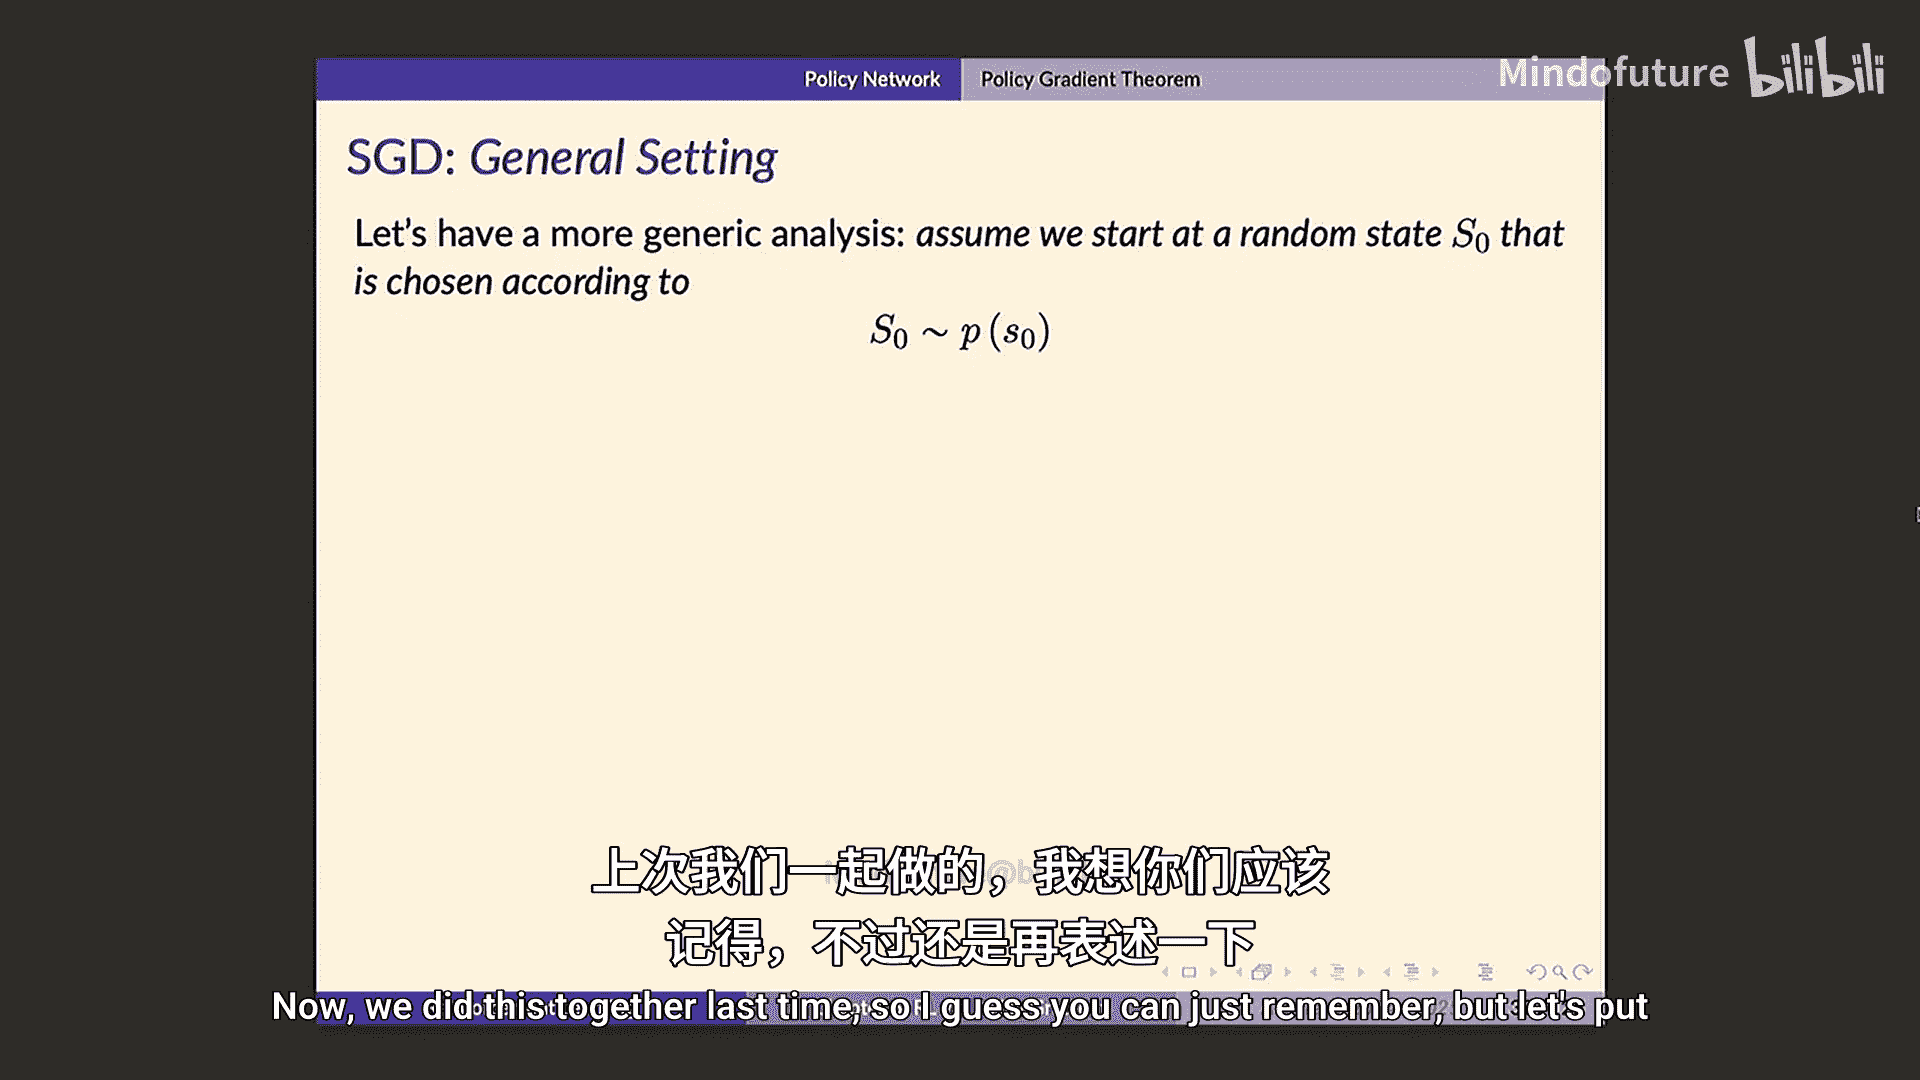 Policy Network
Policy Gradient Theorem
Mindofuture bilibili
SGD: General Setting
Let's have a more generic analysis: assume we start at a random state S₀ that
is chosen according to
S₀ ∼ p (s₀)
上次我们一起做的，我想你们应该
记得，不过还是再表述一下
Now, we did this together last time, so I guess you can just remember, but let's put